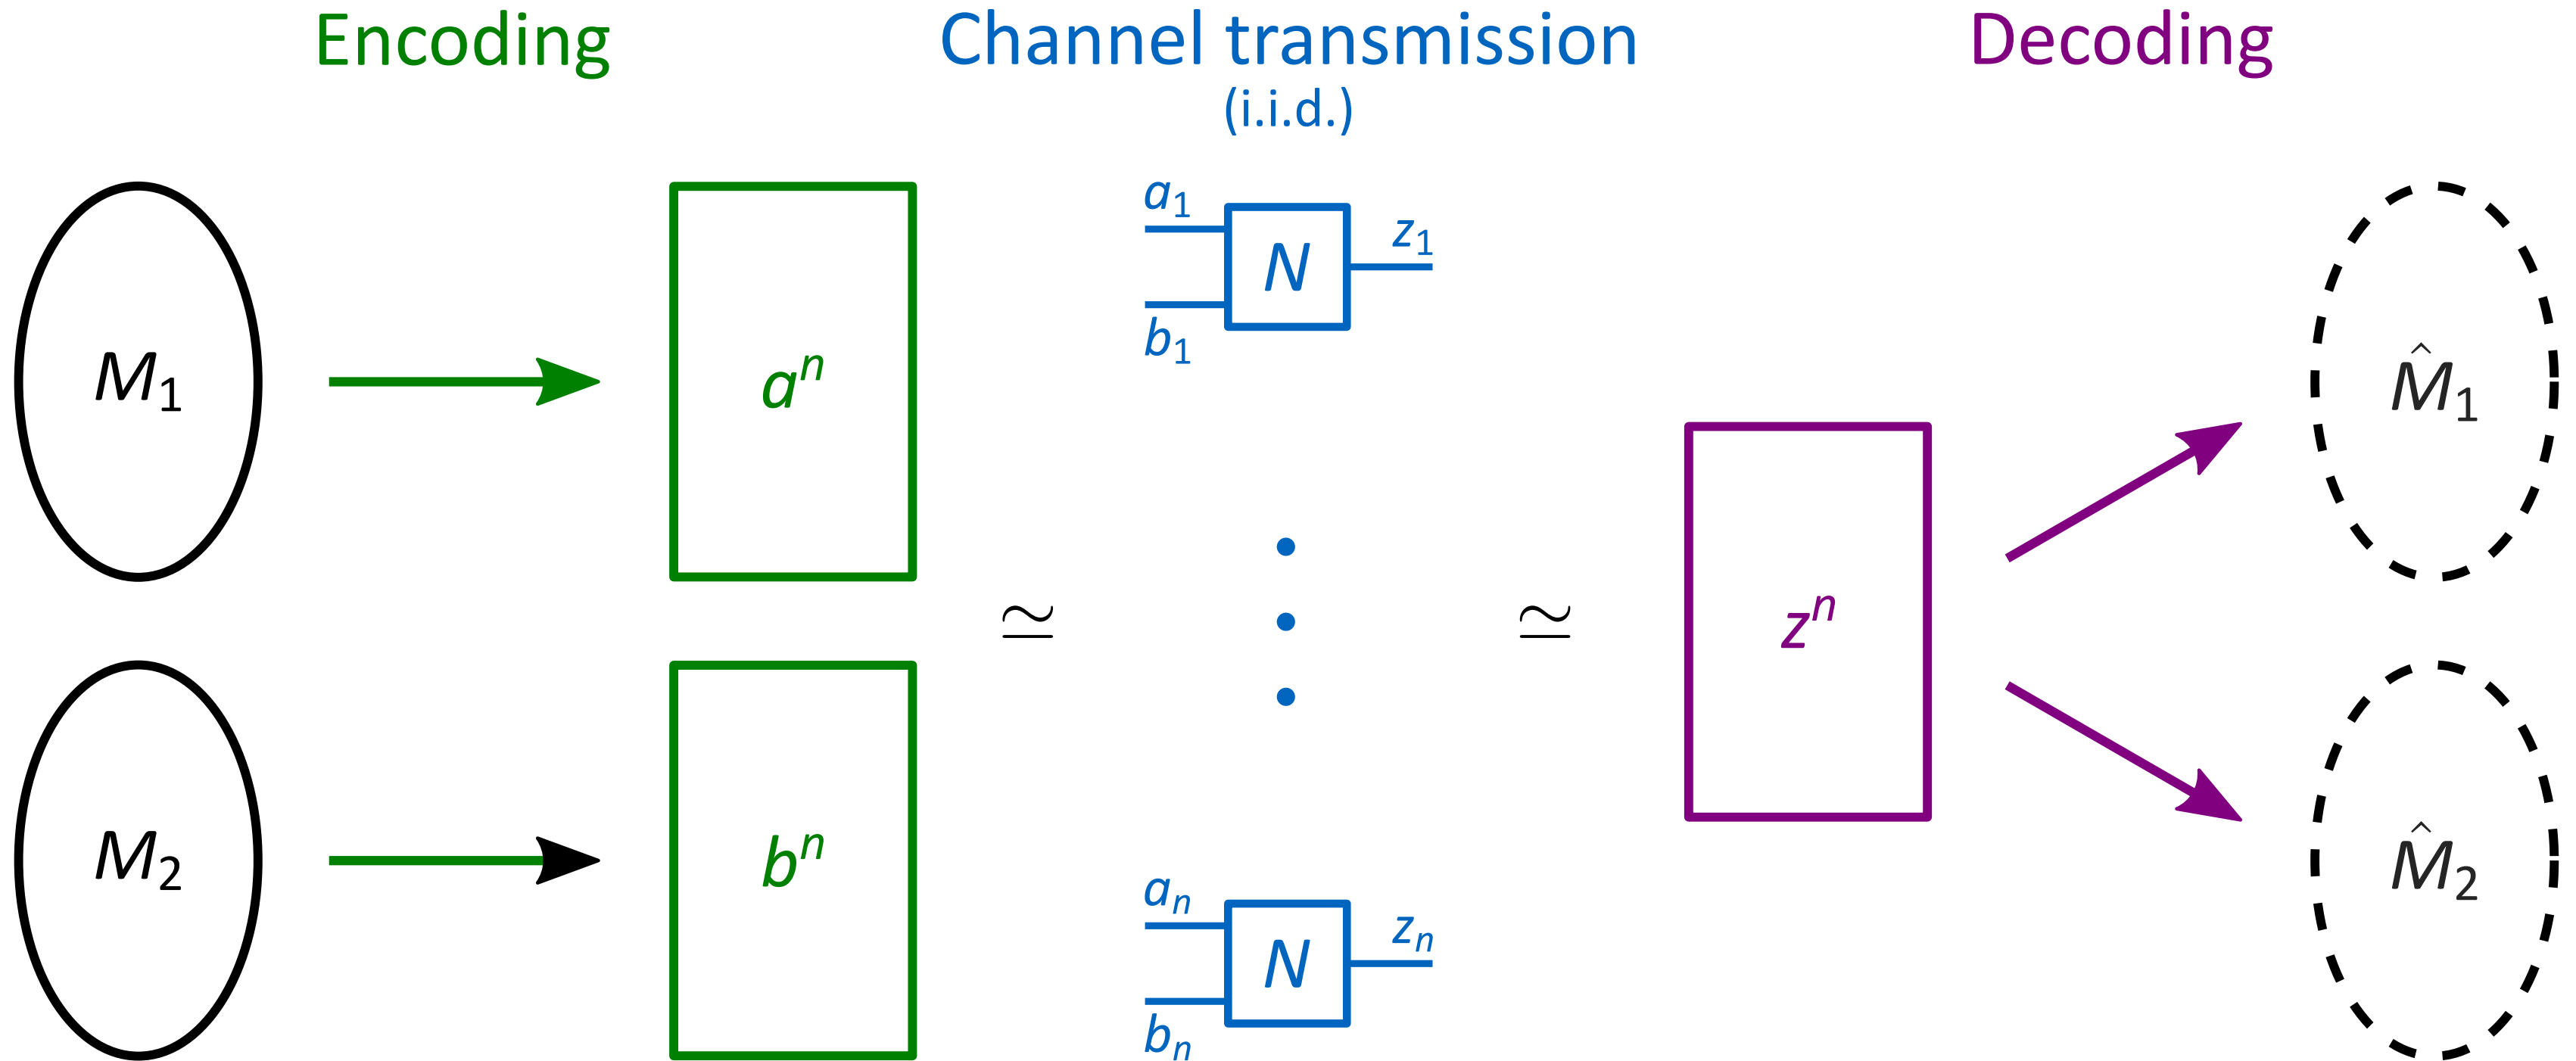 Encoding
Channel transmission
(i.i.d.)
Decoding
M₁
aⁿ
a₁
b₁
N
z₁
M̂₁
≃
≃
zⁿ
M₂
bⁿ
aₙ
bₙ
N
zₙ
M̂₂